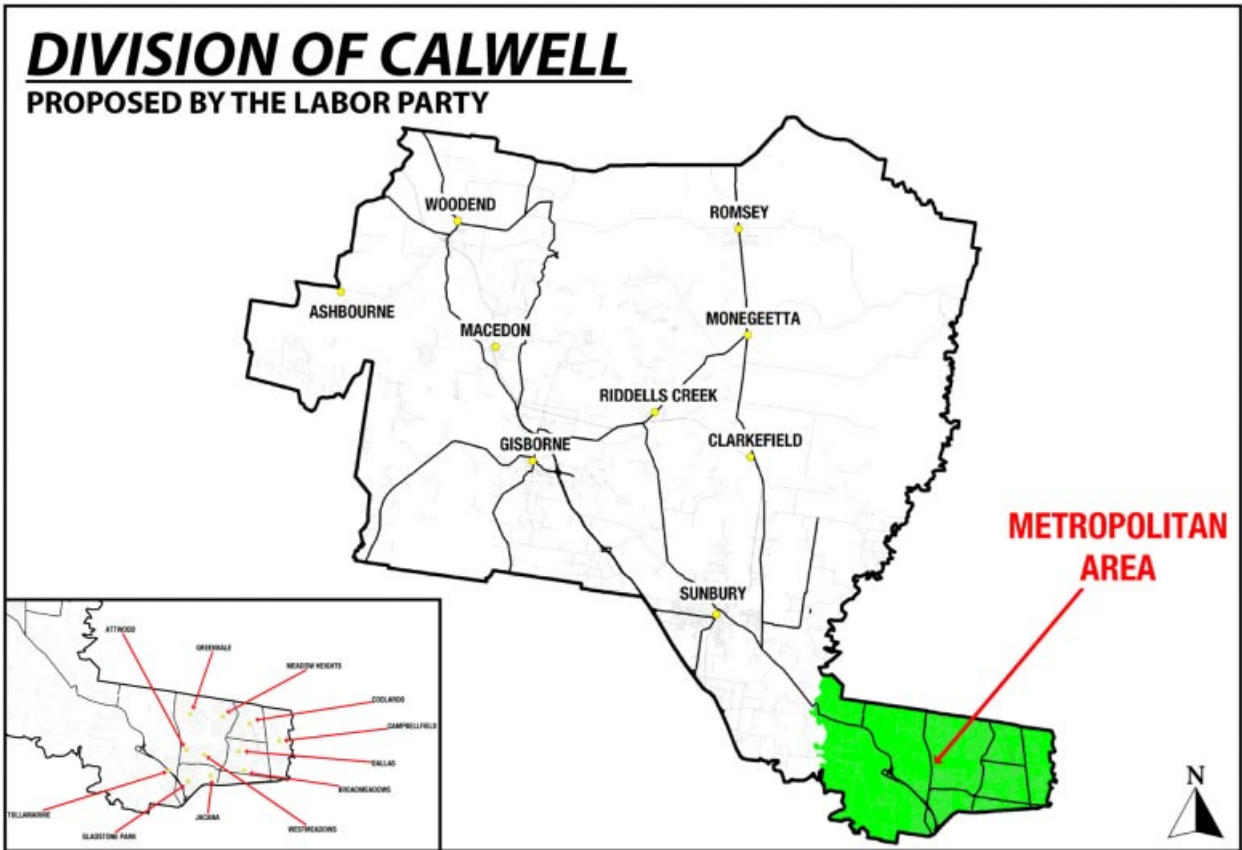 DIVISION OF CALWELL
PROPOSED BY THE LABOR PARTY
WOODEND
ROMSEY
ASHBOURNE
MACEDON
MONEGEETTA
RIDDELLS CREEK
GISBORNE
CLARKEFIELD
METROPOLITAN
AREA
SUNBURY
ATTWOOD
GREENVALE
MEADOW HEIGHTS
COOLAROO
CAMPBELLFIELD
DALLAS
BROADMEADOWS
TULLAMARINE
JACANA
WESTMEADOWS
GLADSTONE PARK
N